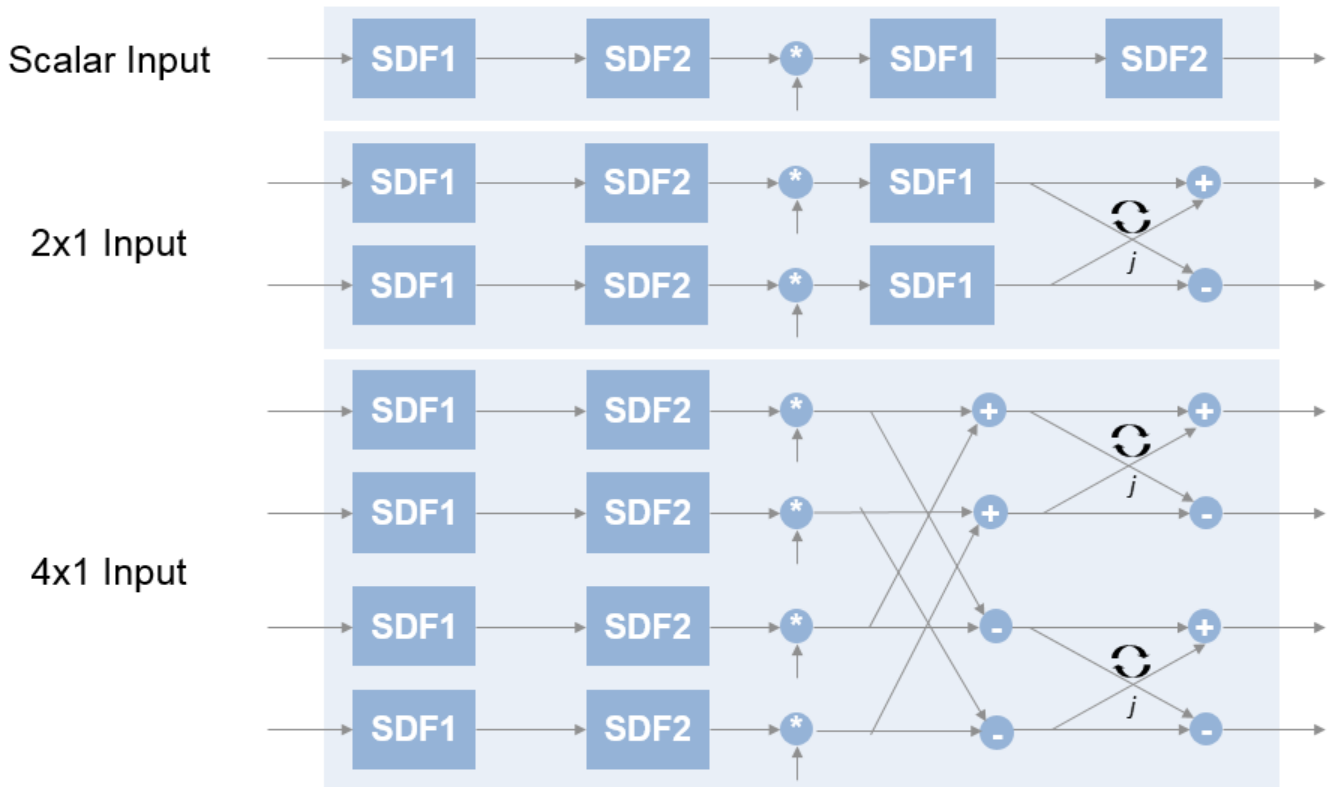 Scalar Input SDF1 SDF2 * SDF1 SDF2
SDF1 SDF2 * SDF1 +
2x1 Input
j
SDF1 SDF2 * SDF1 -
SDF1 SDF2 * + +
j
SDF1 SDF2 * + -
4x1 Input
SDF1 SDF2 * - +
j
SDF1 SDF2 * - -